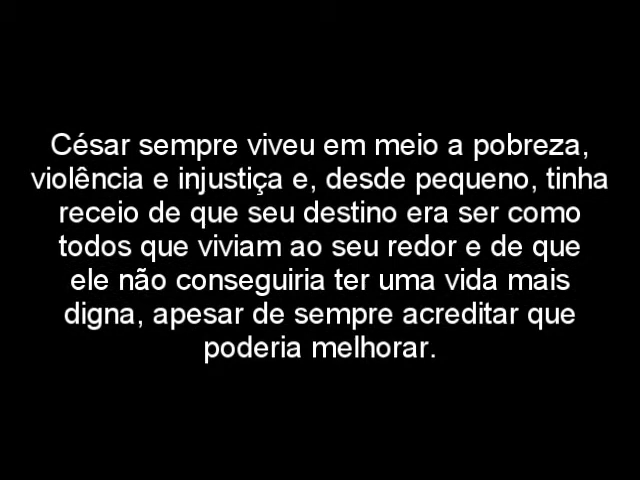 César sempre viveu em meio a pobreza,
violência e injustiça e, desde pequeno, tinha
receio de que seu destino era ser como
todos que viviam ao seu redor e de que
ele não conseguiria ter uma vida mais
digna, apesar de sempre acreditar que
poderia melhorar.